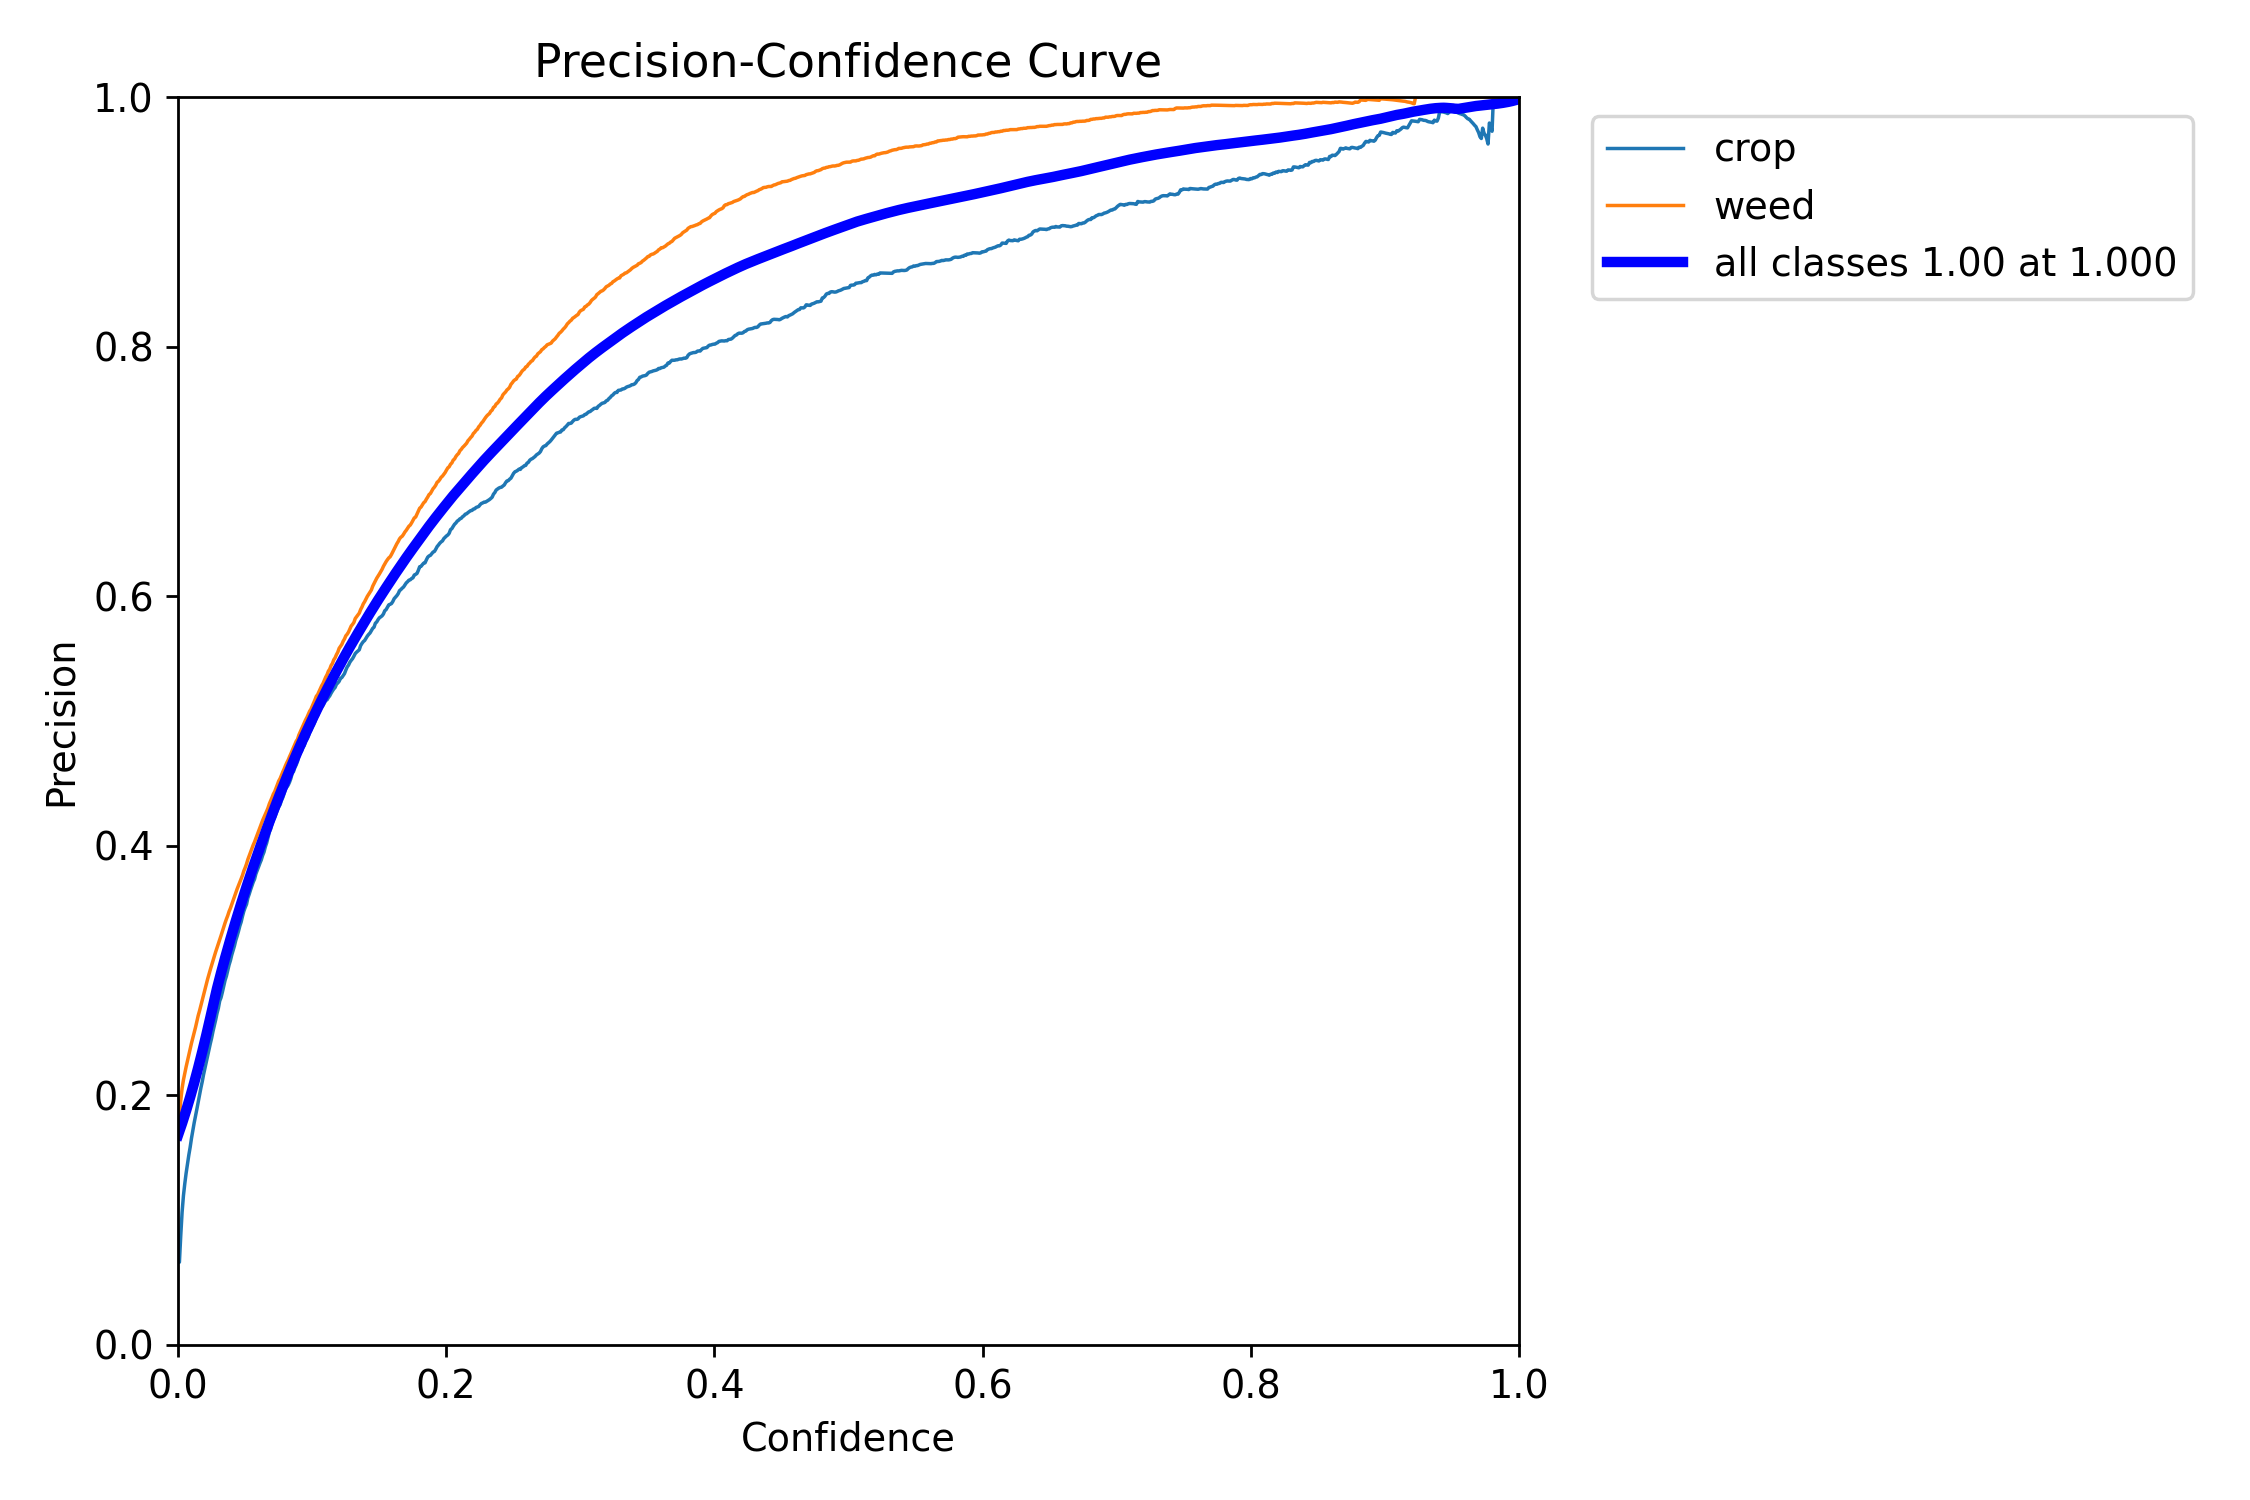 Precision-Confidence Curve
1.0
0.8
0.6
0.4
0.2
0.0
Precision
0.0 0.2 0.4 0.6 0.8 1.0
Confidence
crop
weed
all classes 1.00 at 1.000